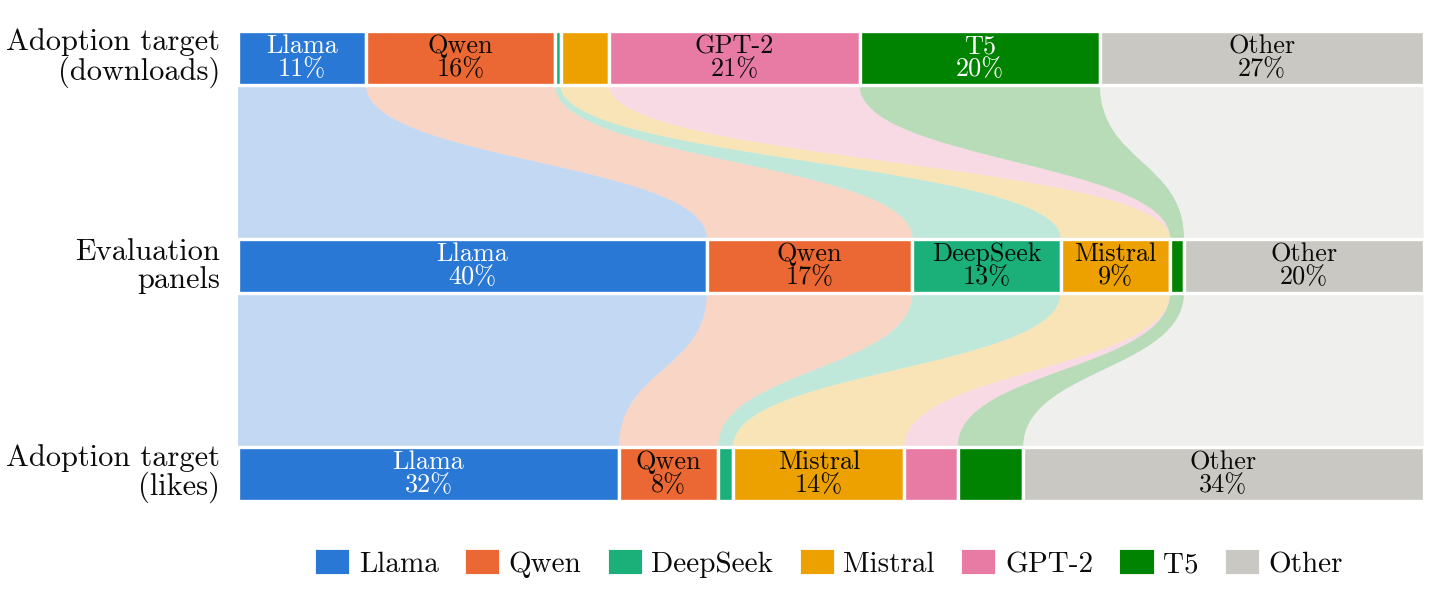 Adoption target
(downloads)
Llama
11%
Qwen
16%
GPT-2
21%
T5
20%
Other
27%
Evaluation
panels
Llama
40%
Qwen
17%
DeepSeek
13%
Mistral
9%
Other
20%
Adoption target
(likes)
Llama
32%
Qwen
8%
Mistral
14%
Other
34%
Llama Qwen DeepSeek Mistral GPT-2 T5 Other